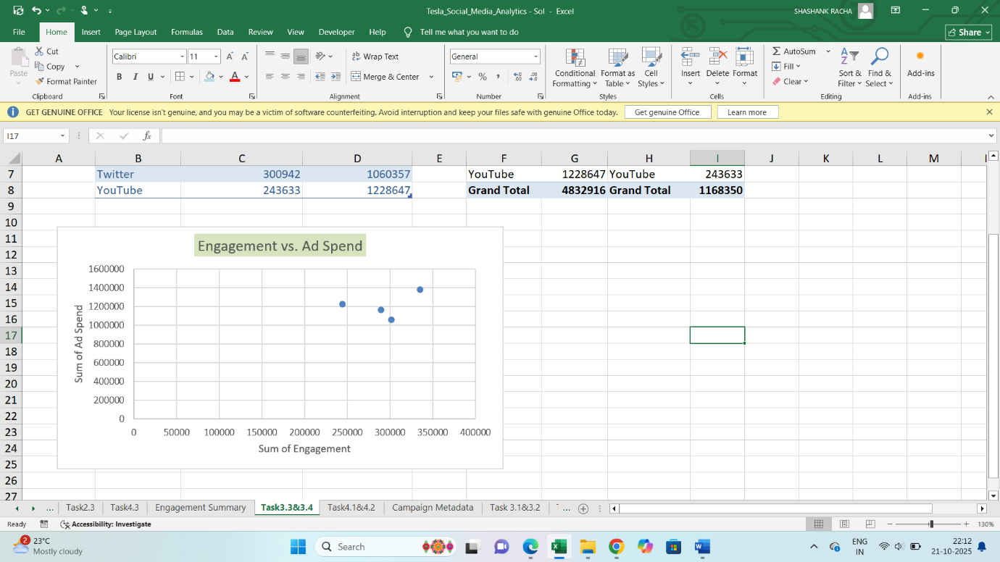 Tesla_Social_Media_Analytics - Sol - Excel
SHASHANK RACHA
File Home Insert Page Layout Formulas Data Review View Developer Help Tell me what you want to do Share
Paste
Cut
Copy
Format Painter
Clipboard
Calibri 11
B I U
Font
Wrap Text
Merge & Center
Alignment
General
Number
Conditional Formatting
Format as Table
Cell Styles
Styles
Insert Delete Format
Cells
AutoSum
Fill
Clear
Sort & Filter
Find & Select
Editing
Add-ins
Add-ins
GET GENUINE OFFICE Your license isn't genuine, and you may be a victim of software counterfeiting. Avoid interruption and keep your files safe with genuine Office today. Get genuine Office Learn more
I17 fx
A B C D E F G H I J K L M
7 Twitter 300942 1060357 YouTube 1228647 YouTube 243633
8 YouTube 243633 1228647 Grand Total 4832916 Grand Total 1168350
9
10
11
12
13
14
15
16
17
18
19
20
21
22
23
24
25
26
27
Engagement vs. Ad Spend
1600000
1400000
1200000
1000000
800000
600000
400000
200000
0
Sum of Ad Spend
0 50000 100000 150000 200000 250000 300000 350000 400000
Sum of Engagement
... Task2.3 Task4.3 Engagement Summary Task3.3&3.4 Task4.1&4.2 Campaign Metadata Task 3.1&3.2 ...
Ready Accessibility: Investigate 130%
2
23°C
Mostly cloudy
Search
ENG
IN
22:12
21-10-2025